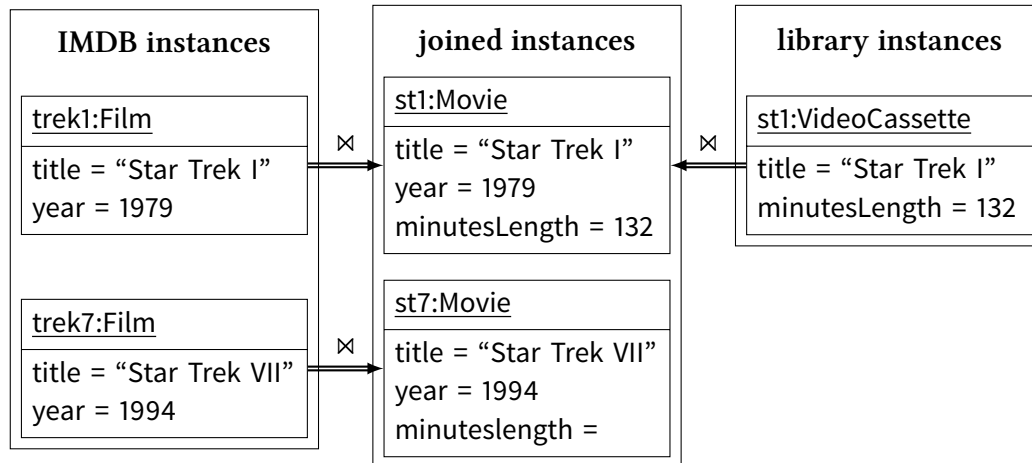 IMDB instances
trek1:Film
title = “Star Trek I”
year = 1979
trek7:Film
title = “Star Trek VII”
year = 1994
⋈
⋈
joined instances
st1:Movie
title = “Star Trek I”
year = 1979
minutesLength = 132
st7:Movie
title = “Star Trek VII”
year = 1994
minuteslength =
⋈
library instances
st1:VideoCassette
title = “Star Trek I”
minutesLength = 132